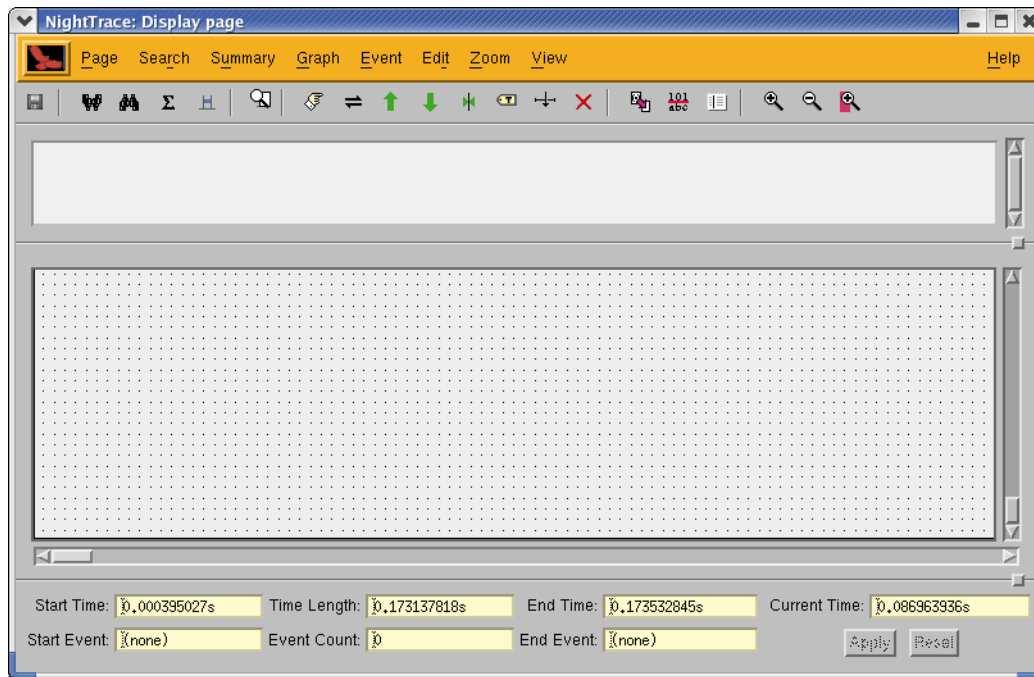 NightTrace: Display page
Page Search Summary Graph Event Edit Zoom View Help
Σ T 101
abc
Start Time: 0.000395027s Time Length: 0.173137818s End Time: 0.173532845s Current Time: 0.086963936s
Start Event: (none) Event Count: 0 End Event: (none) Apply Reset